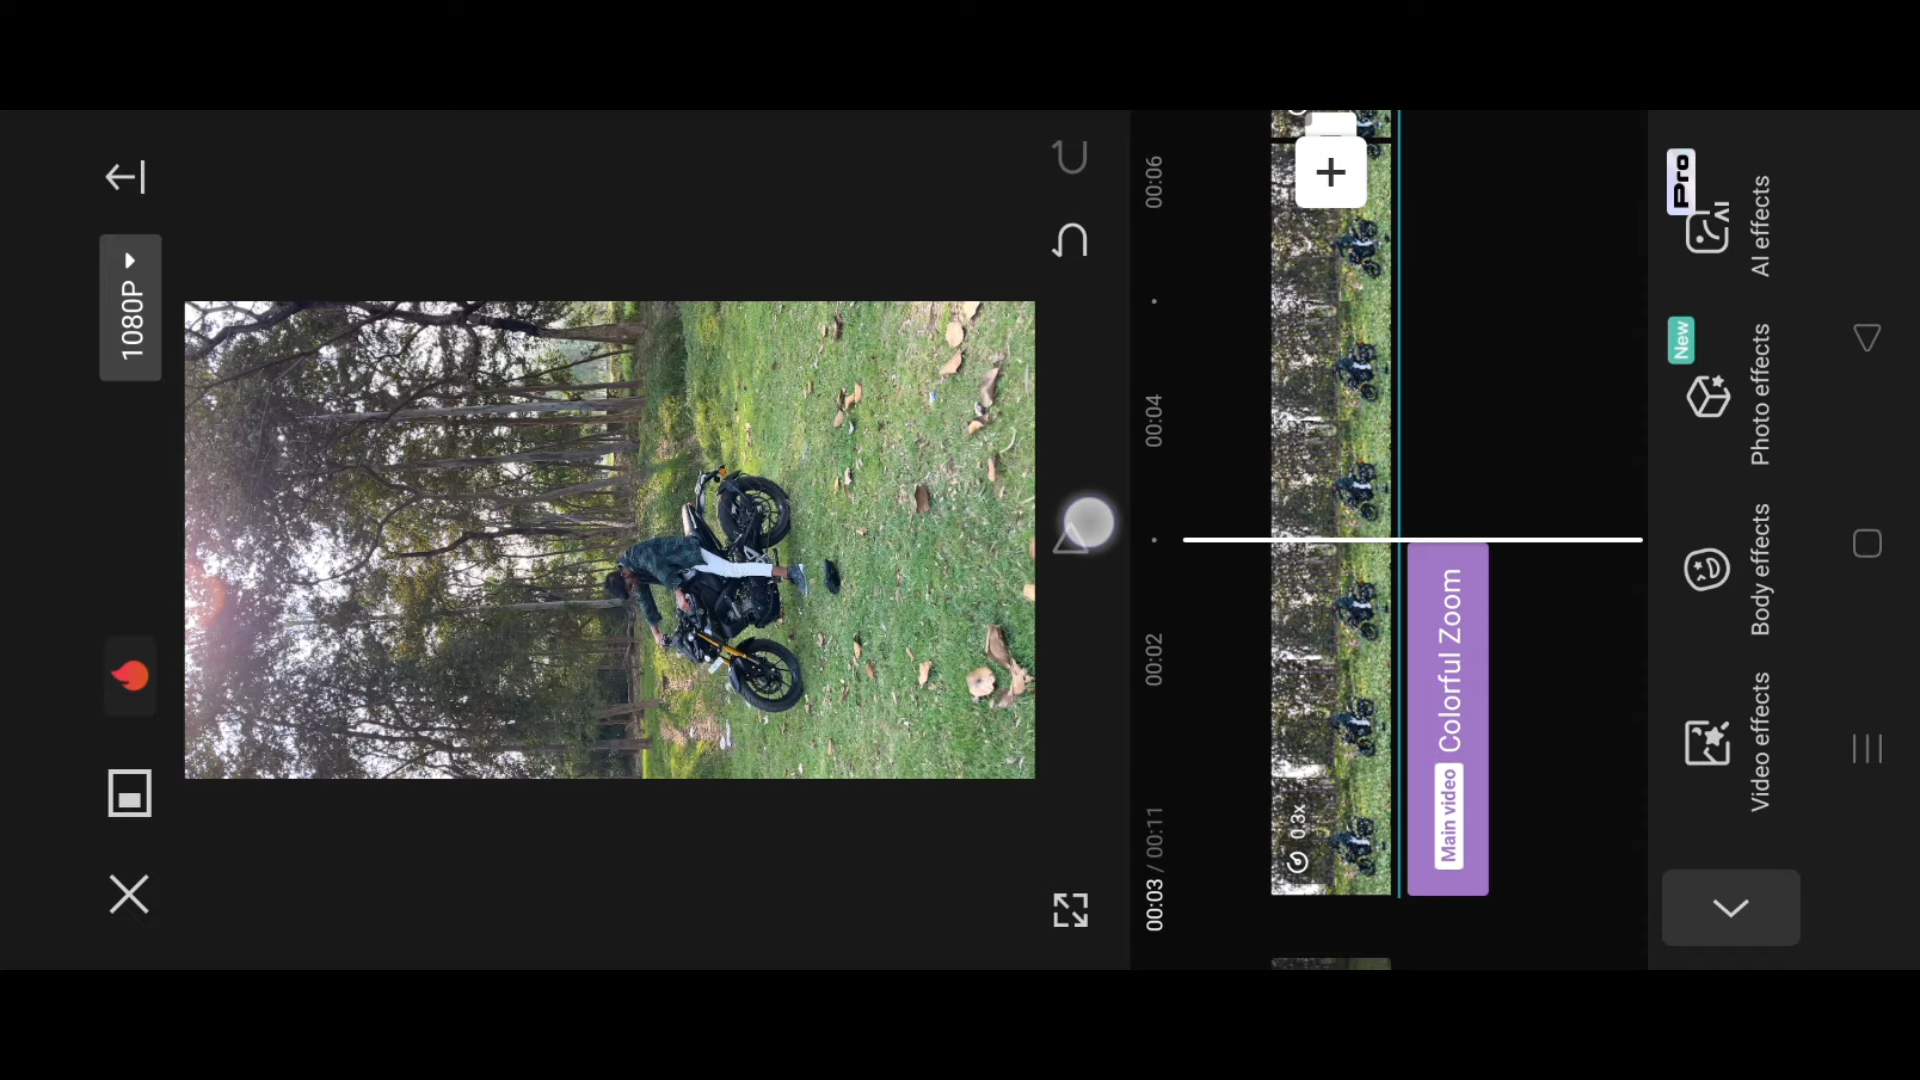 1080P
00:03 / 00:11
00:02
00:04
00:06
0.3x
Main video Colorful Zoom
Video effects
Body effects
New
Photo effects
Pro
AI effects